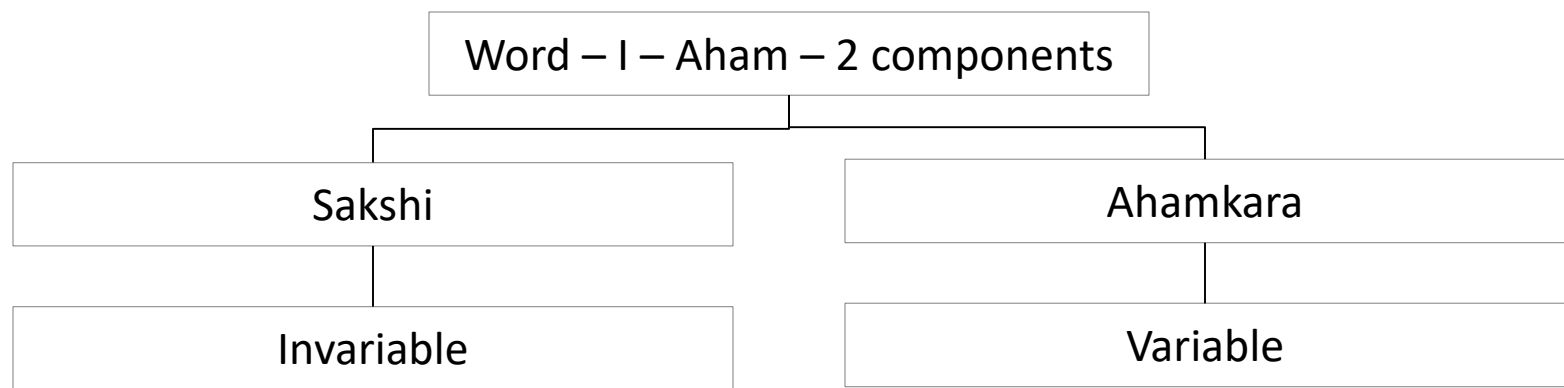 Word – I – Aham – 2 components
Sakshi
Ahamkara
Invariable
Variable